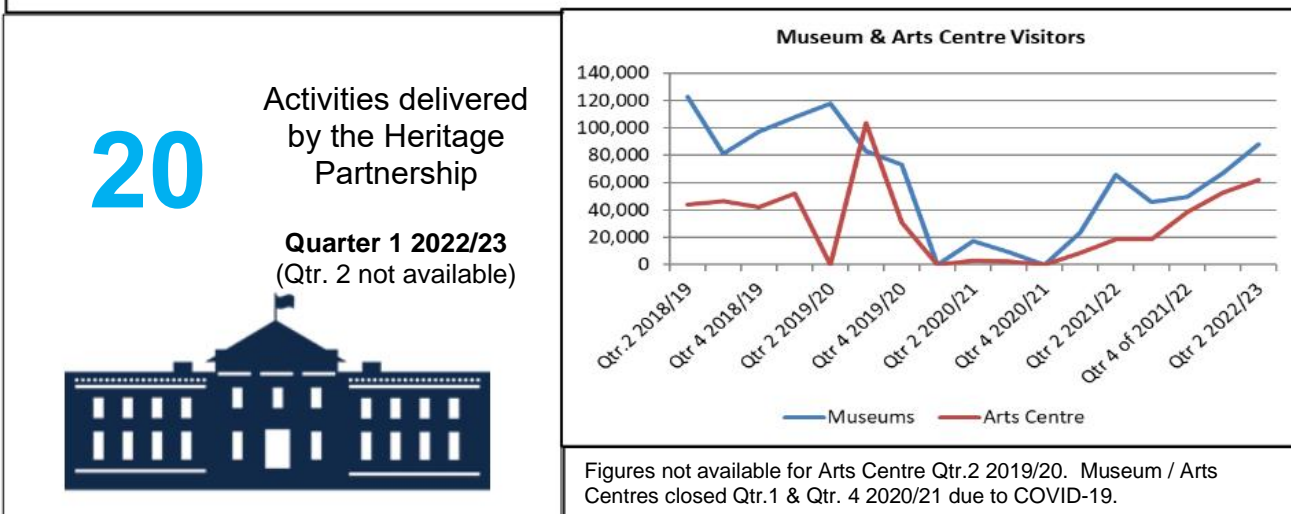 20
Activities delivered
by the Heritage
Partnership
Quarter 1 2022/23
(Qtr. 2 not available)
Museum & Arts Centre Visitors
140,000
120,000
100,000
80,000
60,000
40,000
20,000
0
Qtr.2 2018/19
Qtr 4 2018/19
Qtr 2 2019/20
Qtr 4 2019/20
Qtr 2 2020/21
Qtr 4 2020/21
Qtr 2 2021/22
Qtr 4 of 2021/22
Qtr 2 2022/23
Museums
Arts Centre
Figures not available for Arts Centre Qtr.2 2019/20.  Museum / Arts
Centres closed Qtr.1 & Qtr. 4 2020/21 due to COVID-19.